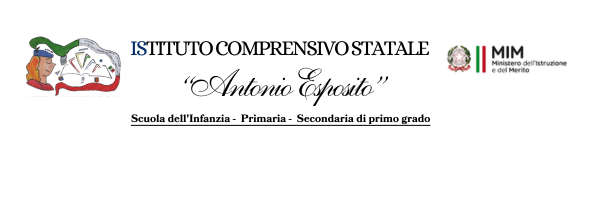 ISTITUTO COMPRENSIVO STATALE
“Antonio Esposito”
Scuola dell'Infanzia - Primaria - Secondaria di primo grado
MIM
Ministero dell'Istruzione
e del Merito